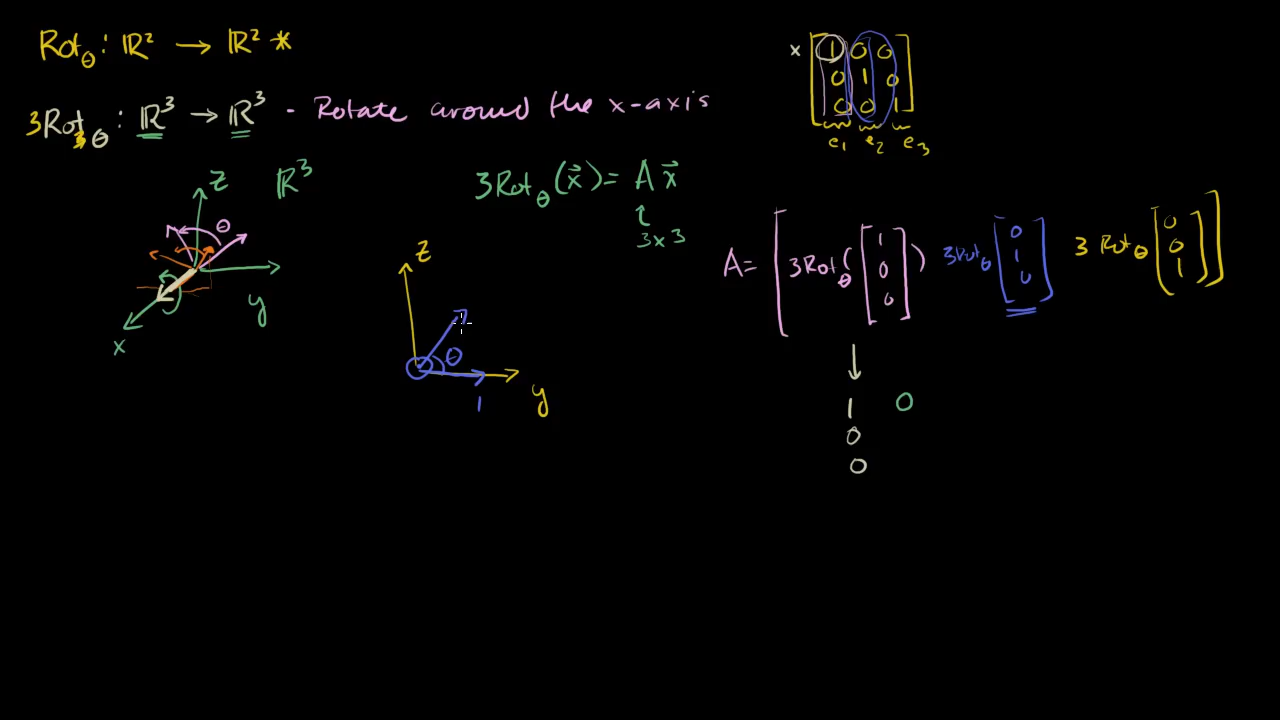 Rotθ : ℝ² → ℝ² *
3Rotθ : ℝ³ → ℝ³ - Rotate around the x-axis
x [1 0 0
0 1 0
0 0 1]
e₁ e₂ e₃
z ℝ³
θ
y
x
3Rotθ(x⃗) = A x⃗
3x3
A = [3Rotθ([1 0 0]) 3Rotθ[0 1 0] 3 Rotθ[0 0 1]]
z
θ
1
y
1 0
0
0